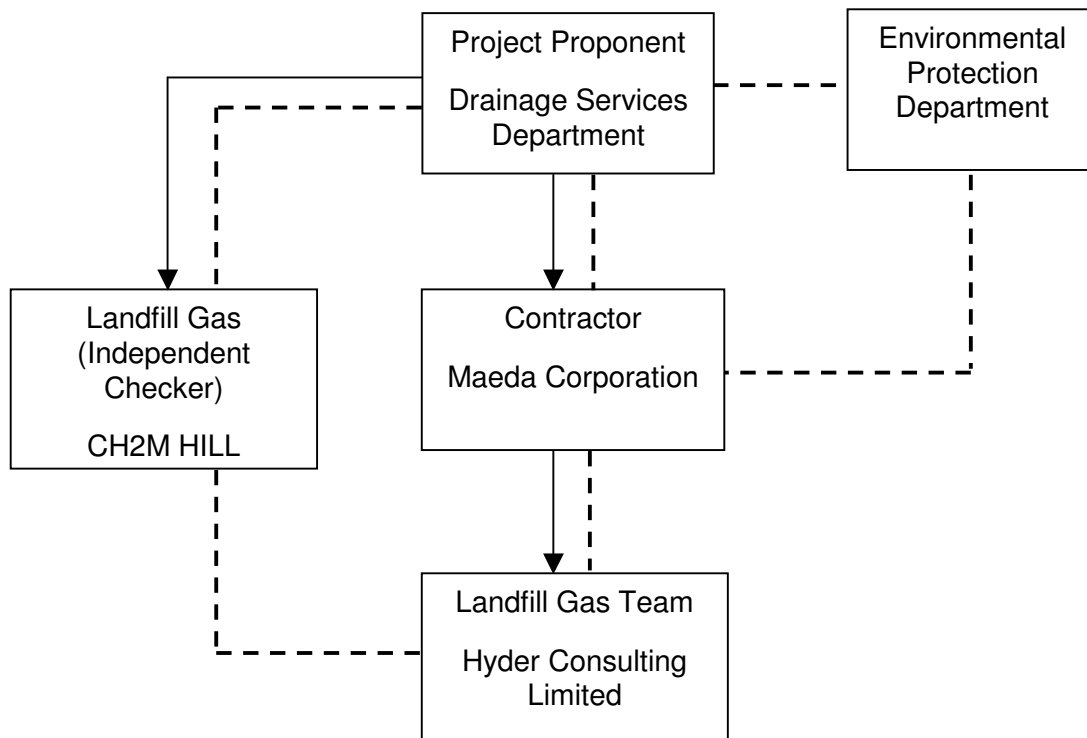 Project Proponent
Drainage Services
Department
Environmental
Protection
Department
Landfill Gas
(Independent
Checker)
CH2M HILL
Contractor
Maeda Corporation
Landfill Gas Team
Hyder Consulting
Limited